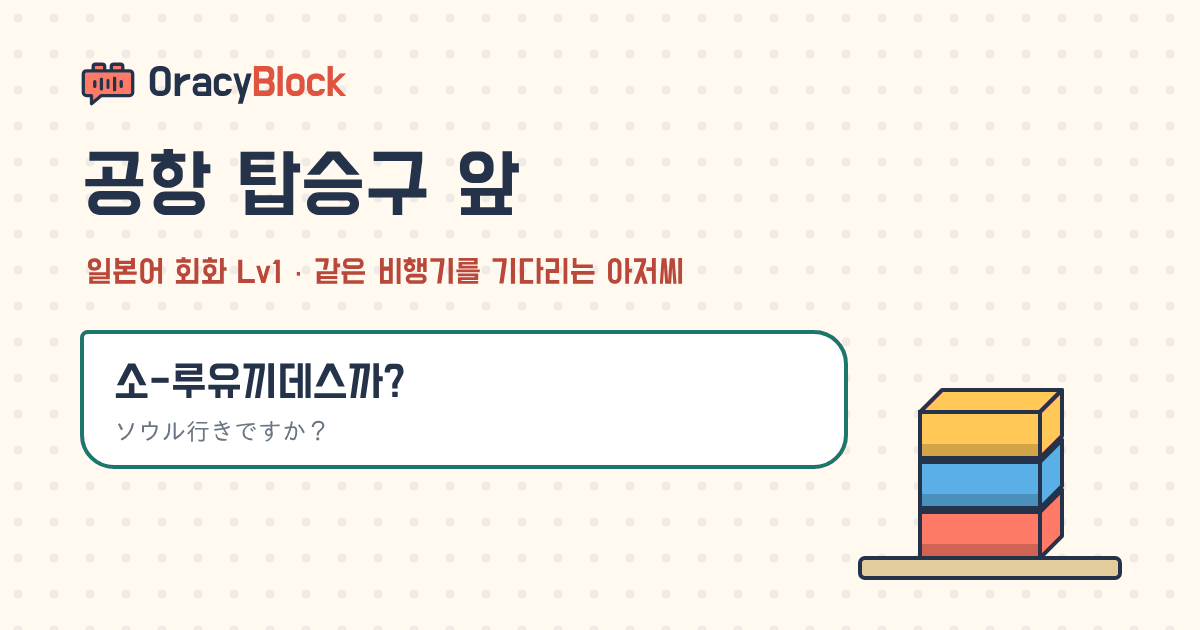 OracyBlock
공항 탑승구 앞
일본어 회화 Lv1 · 같은 비행기를 기다리는 아저씨
소-루유끼데스까?
ソウル行きですか？